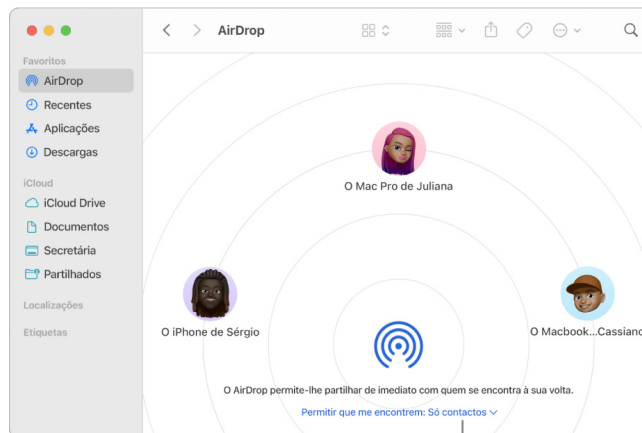 AirDrop
Favoritos
AirDrop
Recentes
Aplicações
Descargas
iCloud
iCloud Drive
Documentos
Secretária
Partilhados
Localizações
Etiquetas
O Mac Pro de Juliana
O iPhone de Sérgio
O Macbook...Cassiano
O AirDrop permite-lhe partilhar de imediato com quem se encontra à sua volta.
Permitir que me encontrem: Só contactos